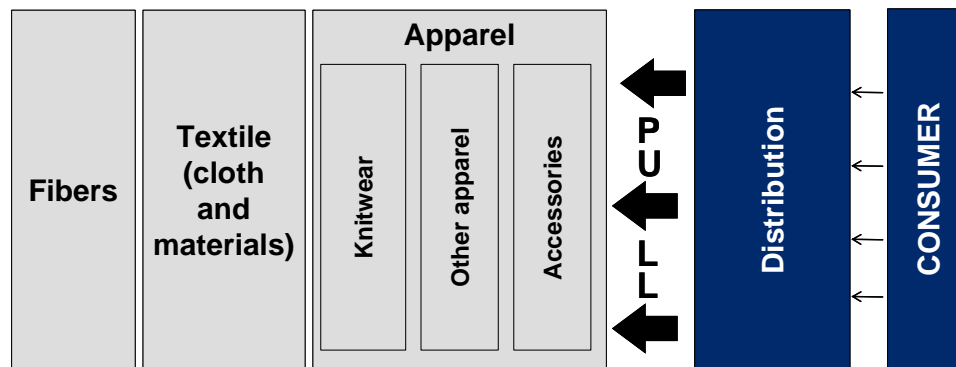 Fibers
Textile
(cloth
and
materials)
Apparel
Knitwear
Other apparel
Accessories
P
U
L
L
Distribution
CONSUMER